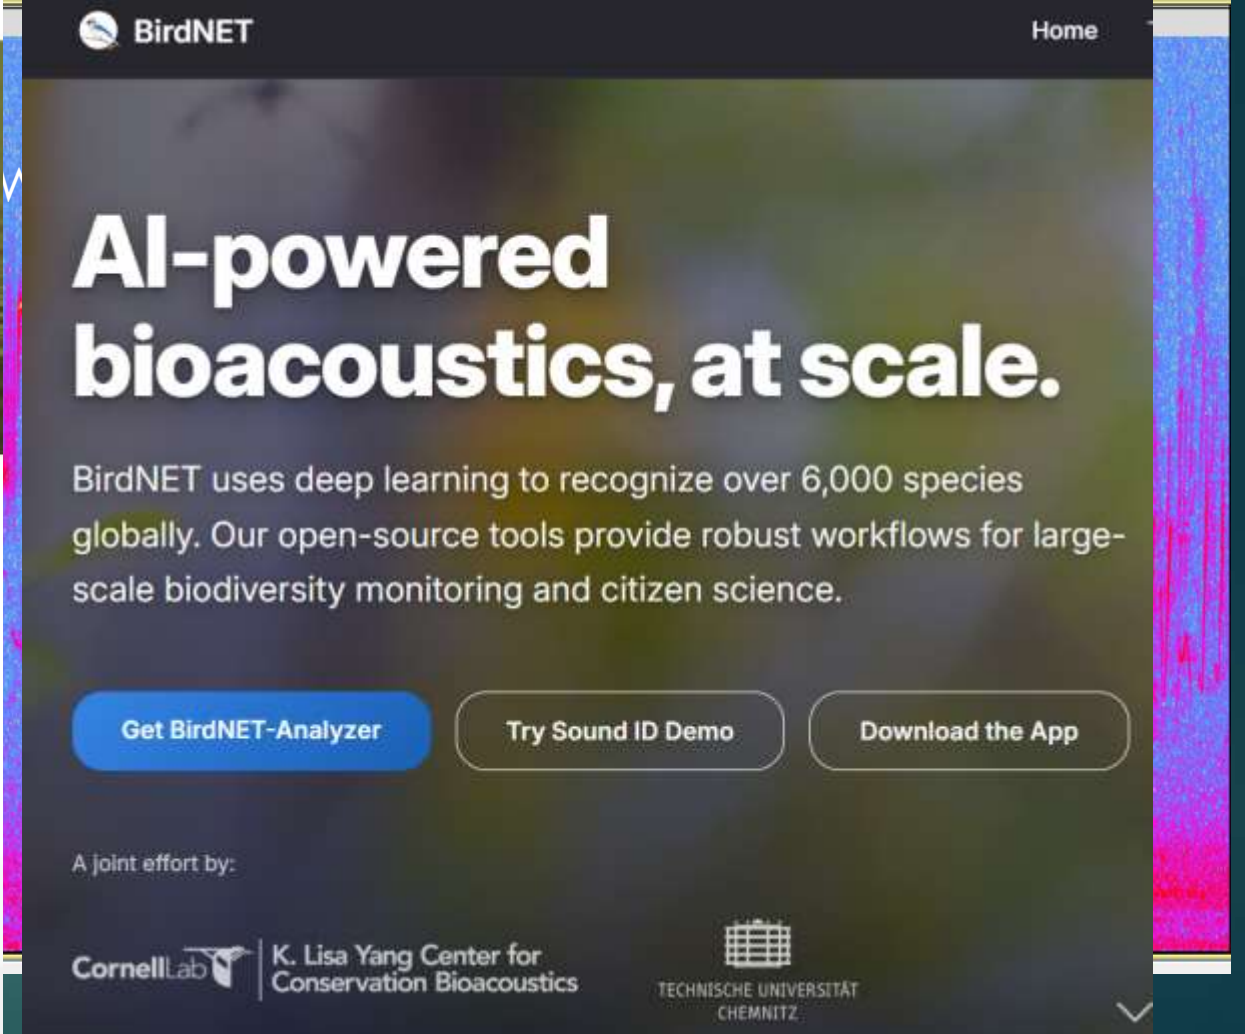 BirdNET
Home
AI-powered
bioacoustics, at scale.
BirdNET uses deep learning to recognize over 6,000 species
globally. Our open-source tools provide robust workflows for large-
scale biodiversity monitoring and citizen science.
Get BirdNET-Analyzer
Try Sound ID Demo
Download the App
A joint effort by:
CornellLab
K. Lisa Yang Center for
Conservation Bioacoustics
TECHNISCHE UNIVERSITÄT
CHEMNITZ